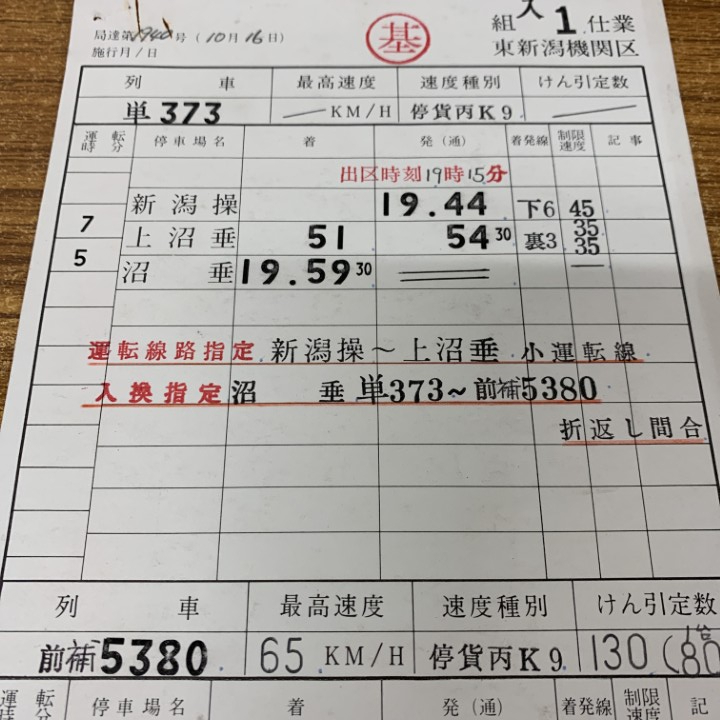 局達第1940号 (10月16日)
施行 月 / 日
基
組 入 1 仕業
東新潟機関区
列 車 最高速度 速度種別 けん引定数
単373 — KM/H 停貨丙K9 —
運転時分 停車場名 着 発(通) 着発線 制限速度 記事
出区時刻19時15分
新潟操 19.44 下6 45
7 上沼垂 51 54 30 裏3 35 35
5 沼垂 19.59 30 — —
運転線路指定 新潟操~上沼垂 小運転線
入換指定 沼 垂 単373~前補5380
折返し間合
列 車 最高速度 速度種別 けん引定数
前補5380 65 KM/H 停貨丙K9 130 (80
運転 停車場名 着 発(通) 着発線 制限速度 記